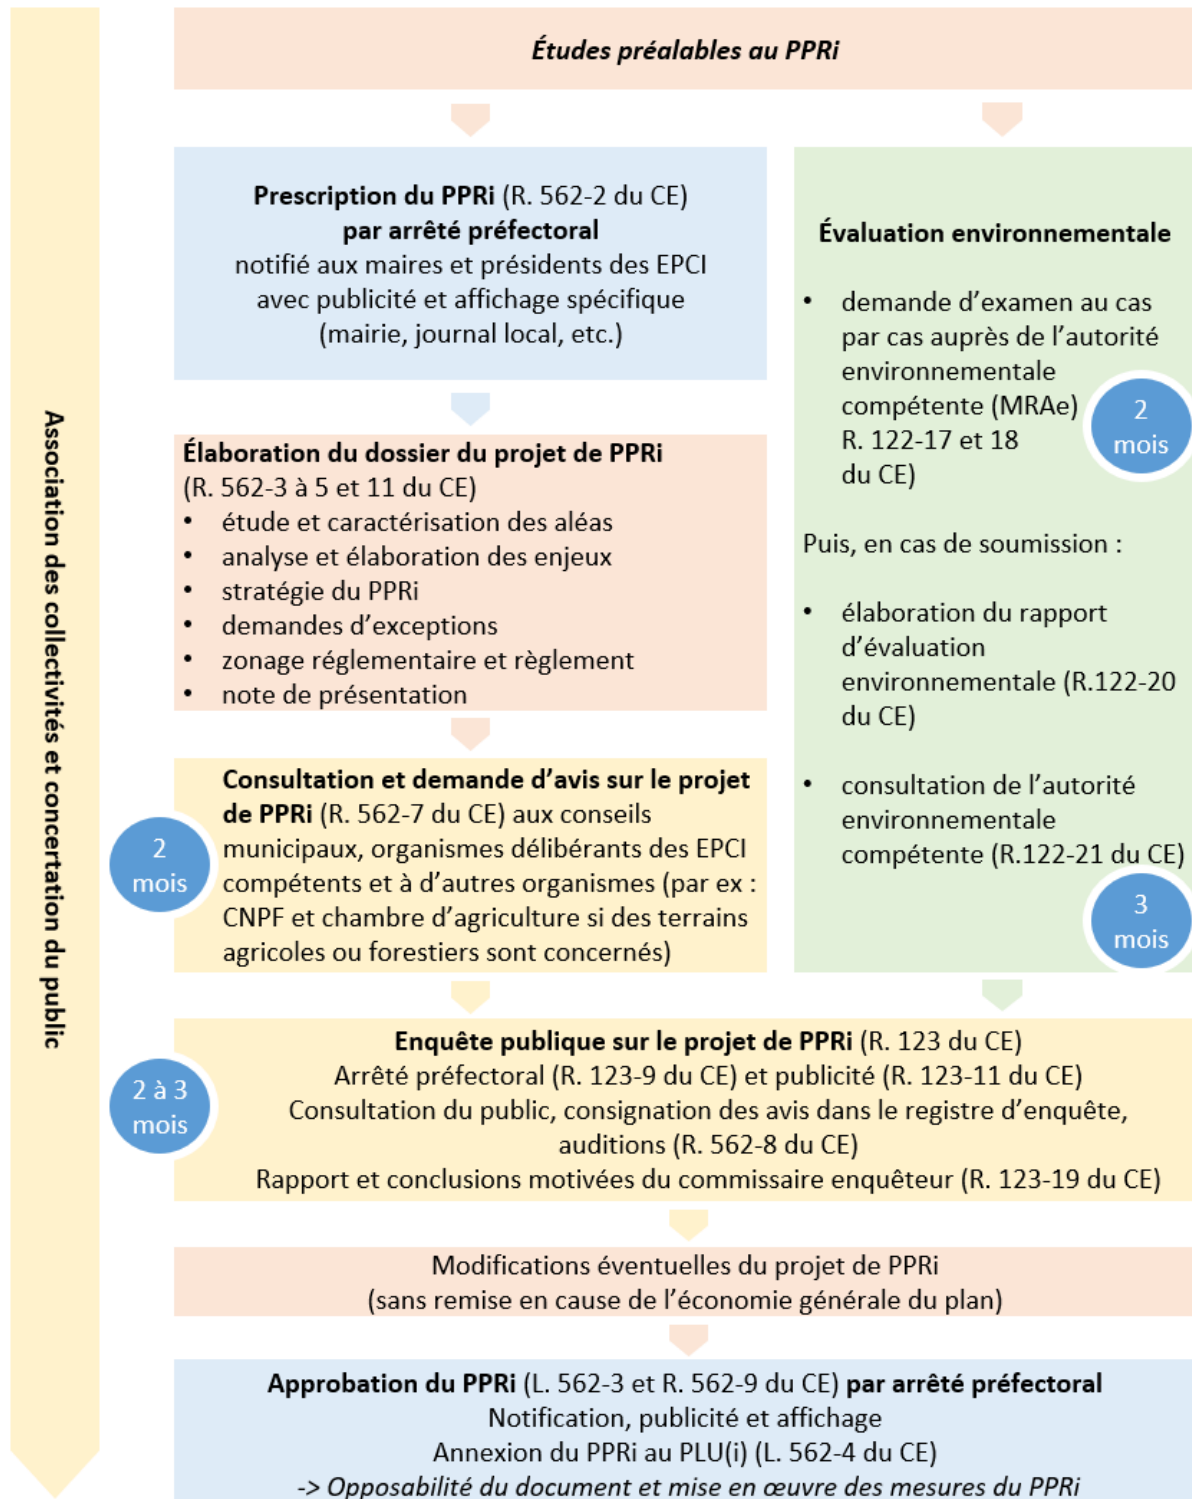 Études préalables au PPRi
Association des collectivités et concertation du public
Prescription du PPRi (R. 562-2 du CE)
par arrêté préfectoral
notifié aux maires et présidents des EPCI
avec publicité et affichage spécifique
(mairie, journal local, etc.)
Élaboration du dossier du projet de PPRi
(R. 562-3 à 5 et 11 du CE)
• étude et caractérisation des aléas
• analyse et élaboration des enjeux
• stratégie du PPRi
• demandes d’exceptions
• zonage réglementaire et règlement
• note de présentation
Consultation et demande d’avis sur le projet
de PPRi (R. 562-7 du CE) aux conseils
municipaux, organismes délibérants des EPCI
compétents et à d’autres organismes (par ex :
CNPF et chambre d’agriculture si des terrains
agricoles ou forestiers sont concernés)
2
mois
Évaluation environnementale
• demande d’examen au cas
par cas auprès de l’autorité
environnementale
compétente (MRAe)
R. 122-17 et 18
du CE)
2
mois
Puis, en cas de soumission :
• élaboration du rapport
d’évaluation
environnementale (R.122-20
du CE)
• consultation de l’autorité
environnementale
compétente (R.122-21 du CE)
3
mois
Enquête publique sur le projet de PPRi (R. 123 du CE)
Arrêté préfectoral (R. 123-9 du CE) et publicité (R. 123-11 du CE)
Consultation du public, consignation des avis dans le registre d’enquête,
auditions (R. 562-8 du CE)
Rapport et conclusions motivées du commissaire enquêteur (R. 123-19 du CE)
2 à 3
mois
Modifications éventuelles du projet de PPRi
(sans remise en cause de l’économie générale du plan)
Approbation du PPRi (L. 562-3 et R. 562-9 du CE) par arrêté préfectoral
Notification, publicité et affichage
Annexion du PPRi au PLU(i) (L. 562-4 du CE)
-> Opposabilité du document et mise en œuvre des mesures du PPRi